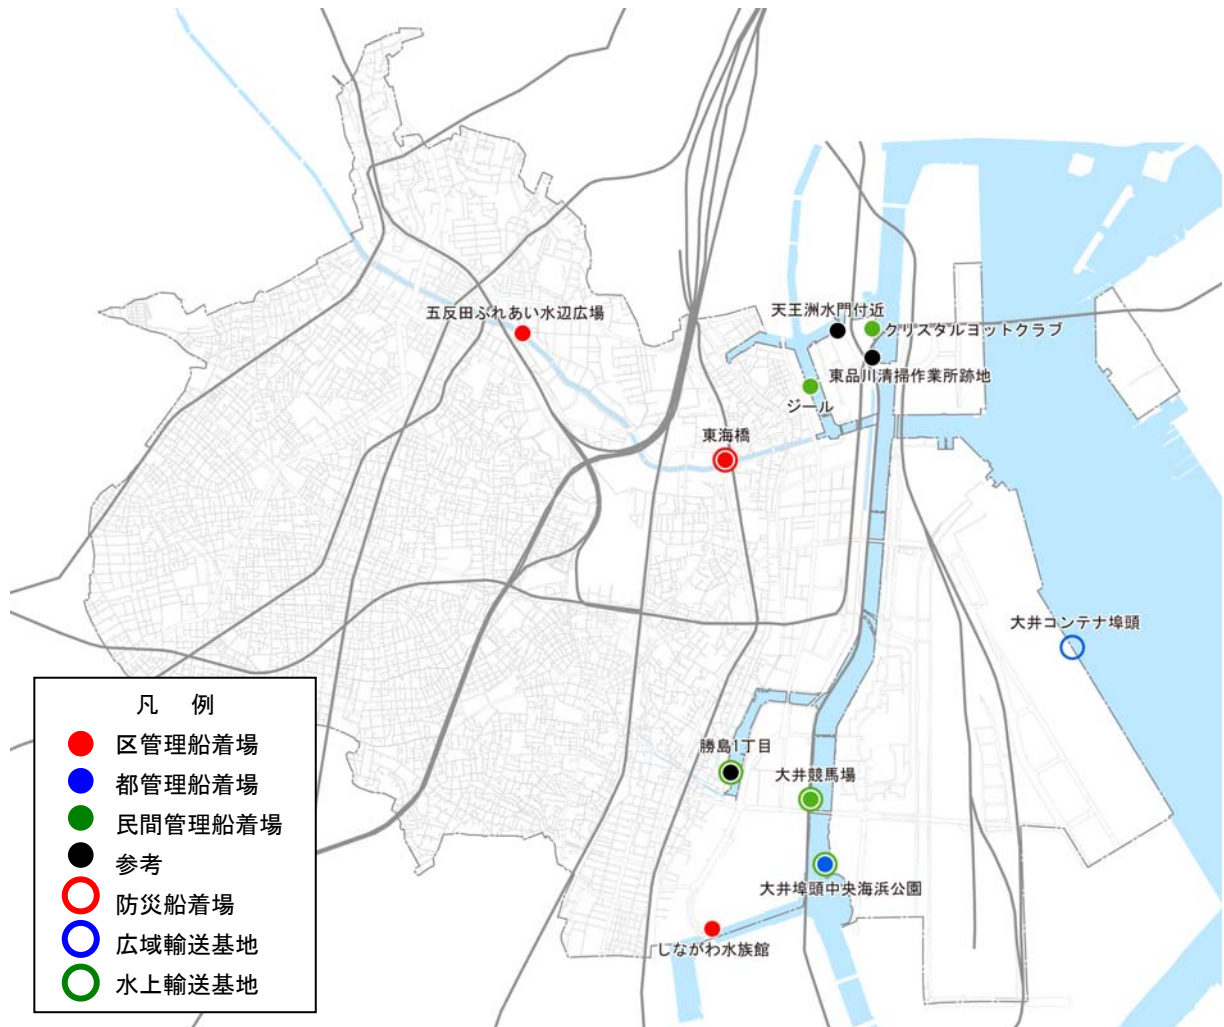 天王洲水門付近
五反田ふれあい水辺広場
クリスタルヨットクラブ
東品川清掃作業所跡地
ジール
東海橋
大井コンテナ埠頭
勝島1丁目
大井競馬場
大井埠頭中央海浜公園
しながわ水族館
凡 例
区管理船着場
都管理船着場
民間管理船着場
参考
防災船着場
広域輸送基地
水上輸送基地